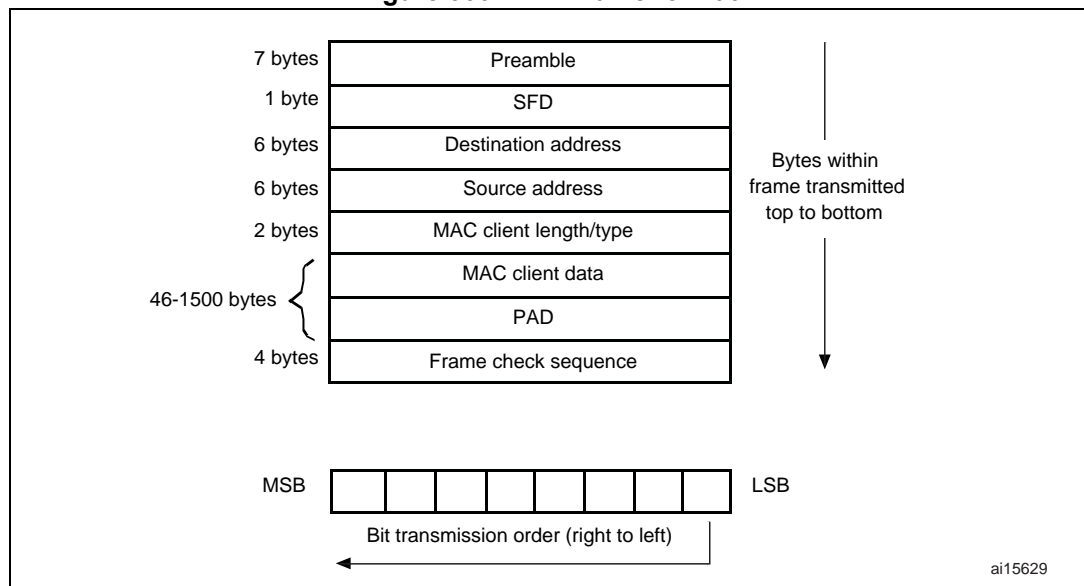 7 bytes Preamble
1 byte SFD
6 bytes Destination address
6 bytes Source address
2 bytes MAC client length/type
MAC client data
46-1500 bytes
PAD
4 bytes Frame check sequence
Bytes within
frame transmitted
top to bottom
MSB LSB
Bit transmission order (right to left)
ai15629